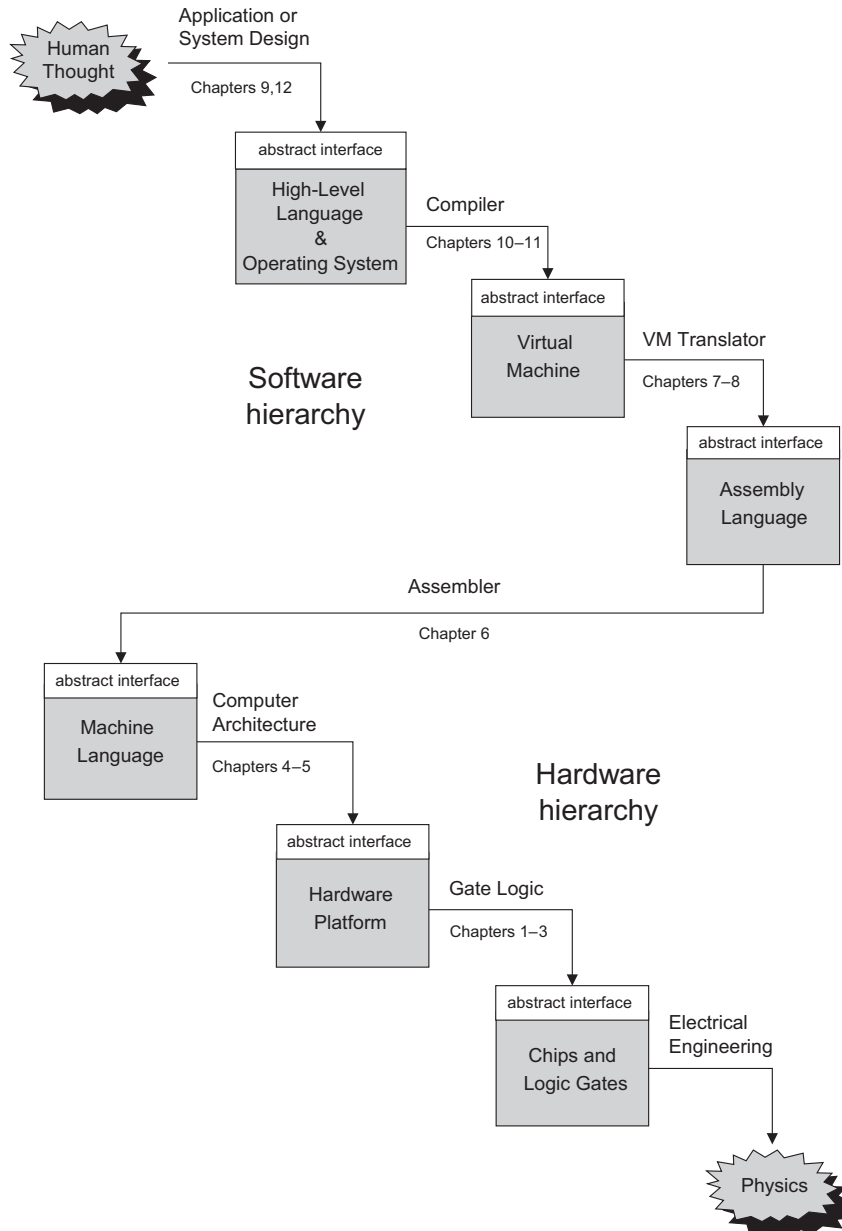 Application or
System Design
Human
Thought
Chapters 9,12
abstract interface
High-Level
Language
&
Operating System
Compiler
Chapters 10–11
abstract interface
Virtual
Machine
VM Translator
Chapters 7–8
Software
hierarchy
abstract interface
Assembly
Language
Assembler
Chapter 6
abstract interface
Machine
Language
Computer
Architecture
Chapters 4–5
Hardware
hierarchy
abstract interface
Hardware
Platform
Gate Logic
Chapters 1–3
abstract interface
Chips and
Logic Gates
Electrical
Engineering
Physics